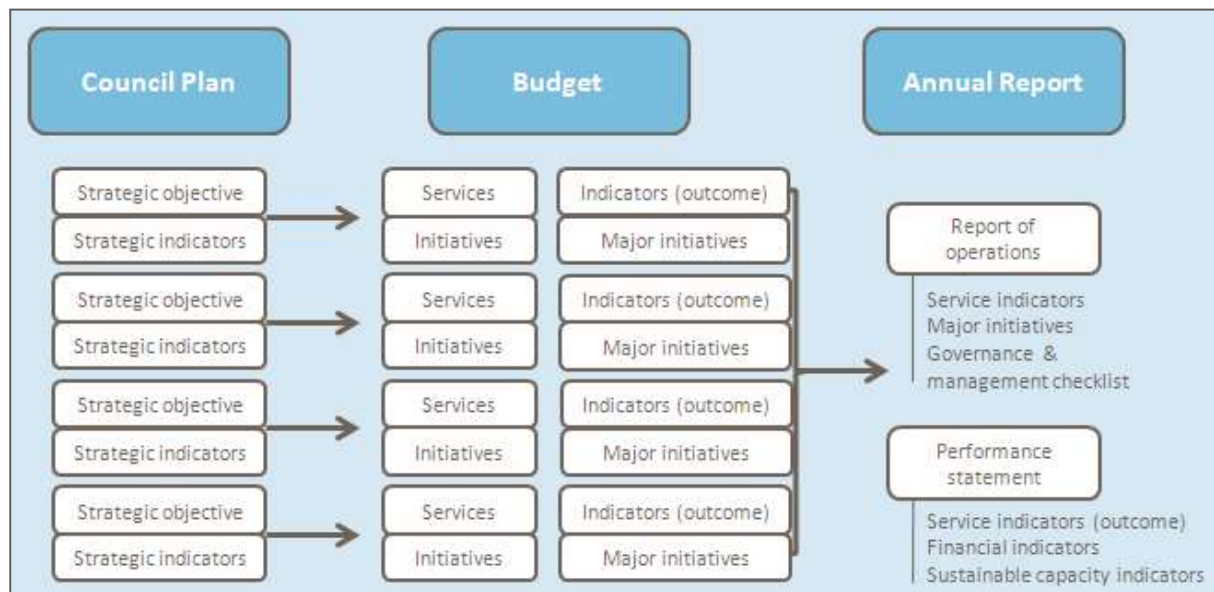 Council Plan
Budget
Annual Report
Strategic objective
Strategic indicators
Services
Initiatives
Indicators (outcome)
Major initiatives
Strategic objective
Strategic indicators
Services
Initiatives
Indicators (outcome)
Major initiatives
Strategic objective
Strategic indicators
Services
Initiatives
Indicators (outcome)
Major initiatives
Strategic objective
Strategic indicators
Services
Initiatives
Indicators (outcome)
Major initiatives
Report of
operations
Service indicators
Major initiatives
Governance &
management checklist
Performance
statement
Service indicators (outcome)
Financial indicators
Sustainable capacity indicators